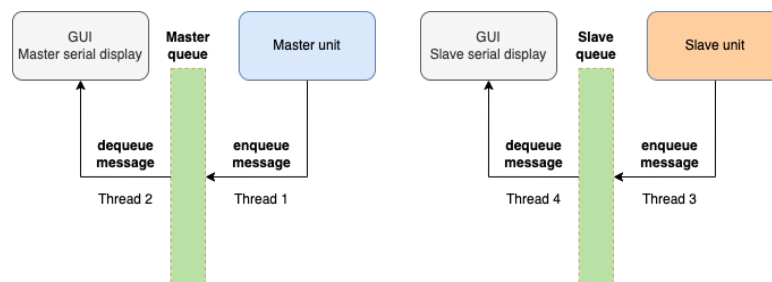 GUI
Master serial display
Master
queue
Master unit
dequeue
message
enqueue
message
Thread 2
Thread 1
GUI
Slave serial display
Slave
queue
Slave unit
dequeue
message
enqueue
message
Thread 4
Thread 3